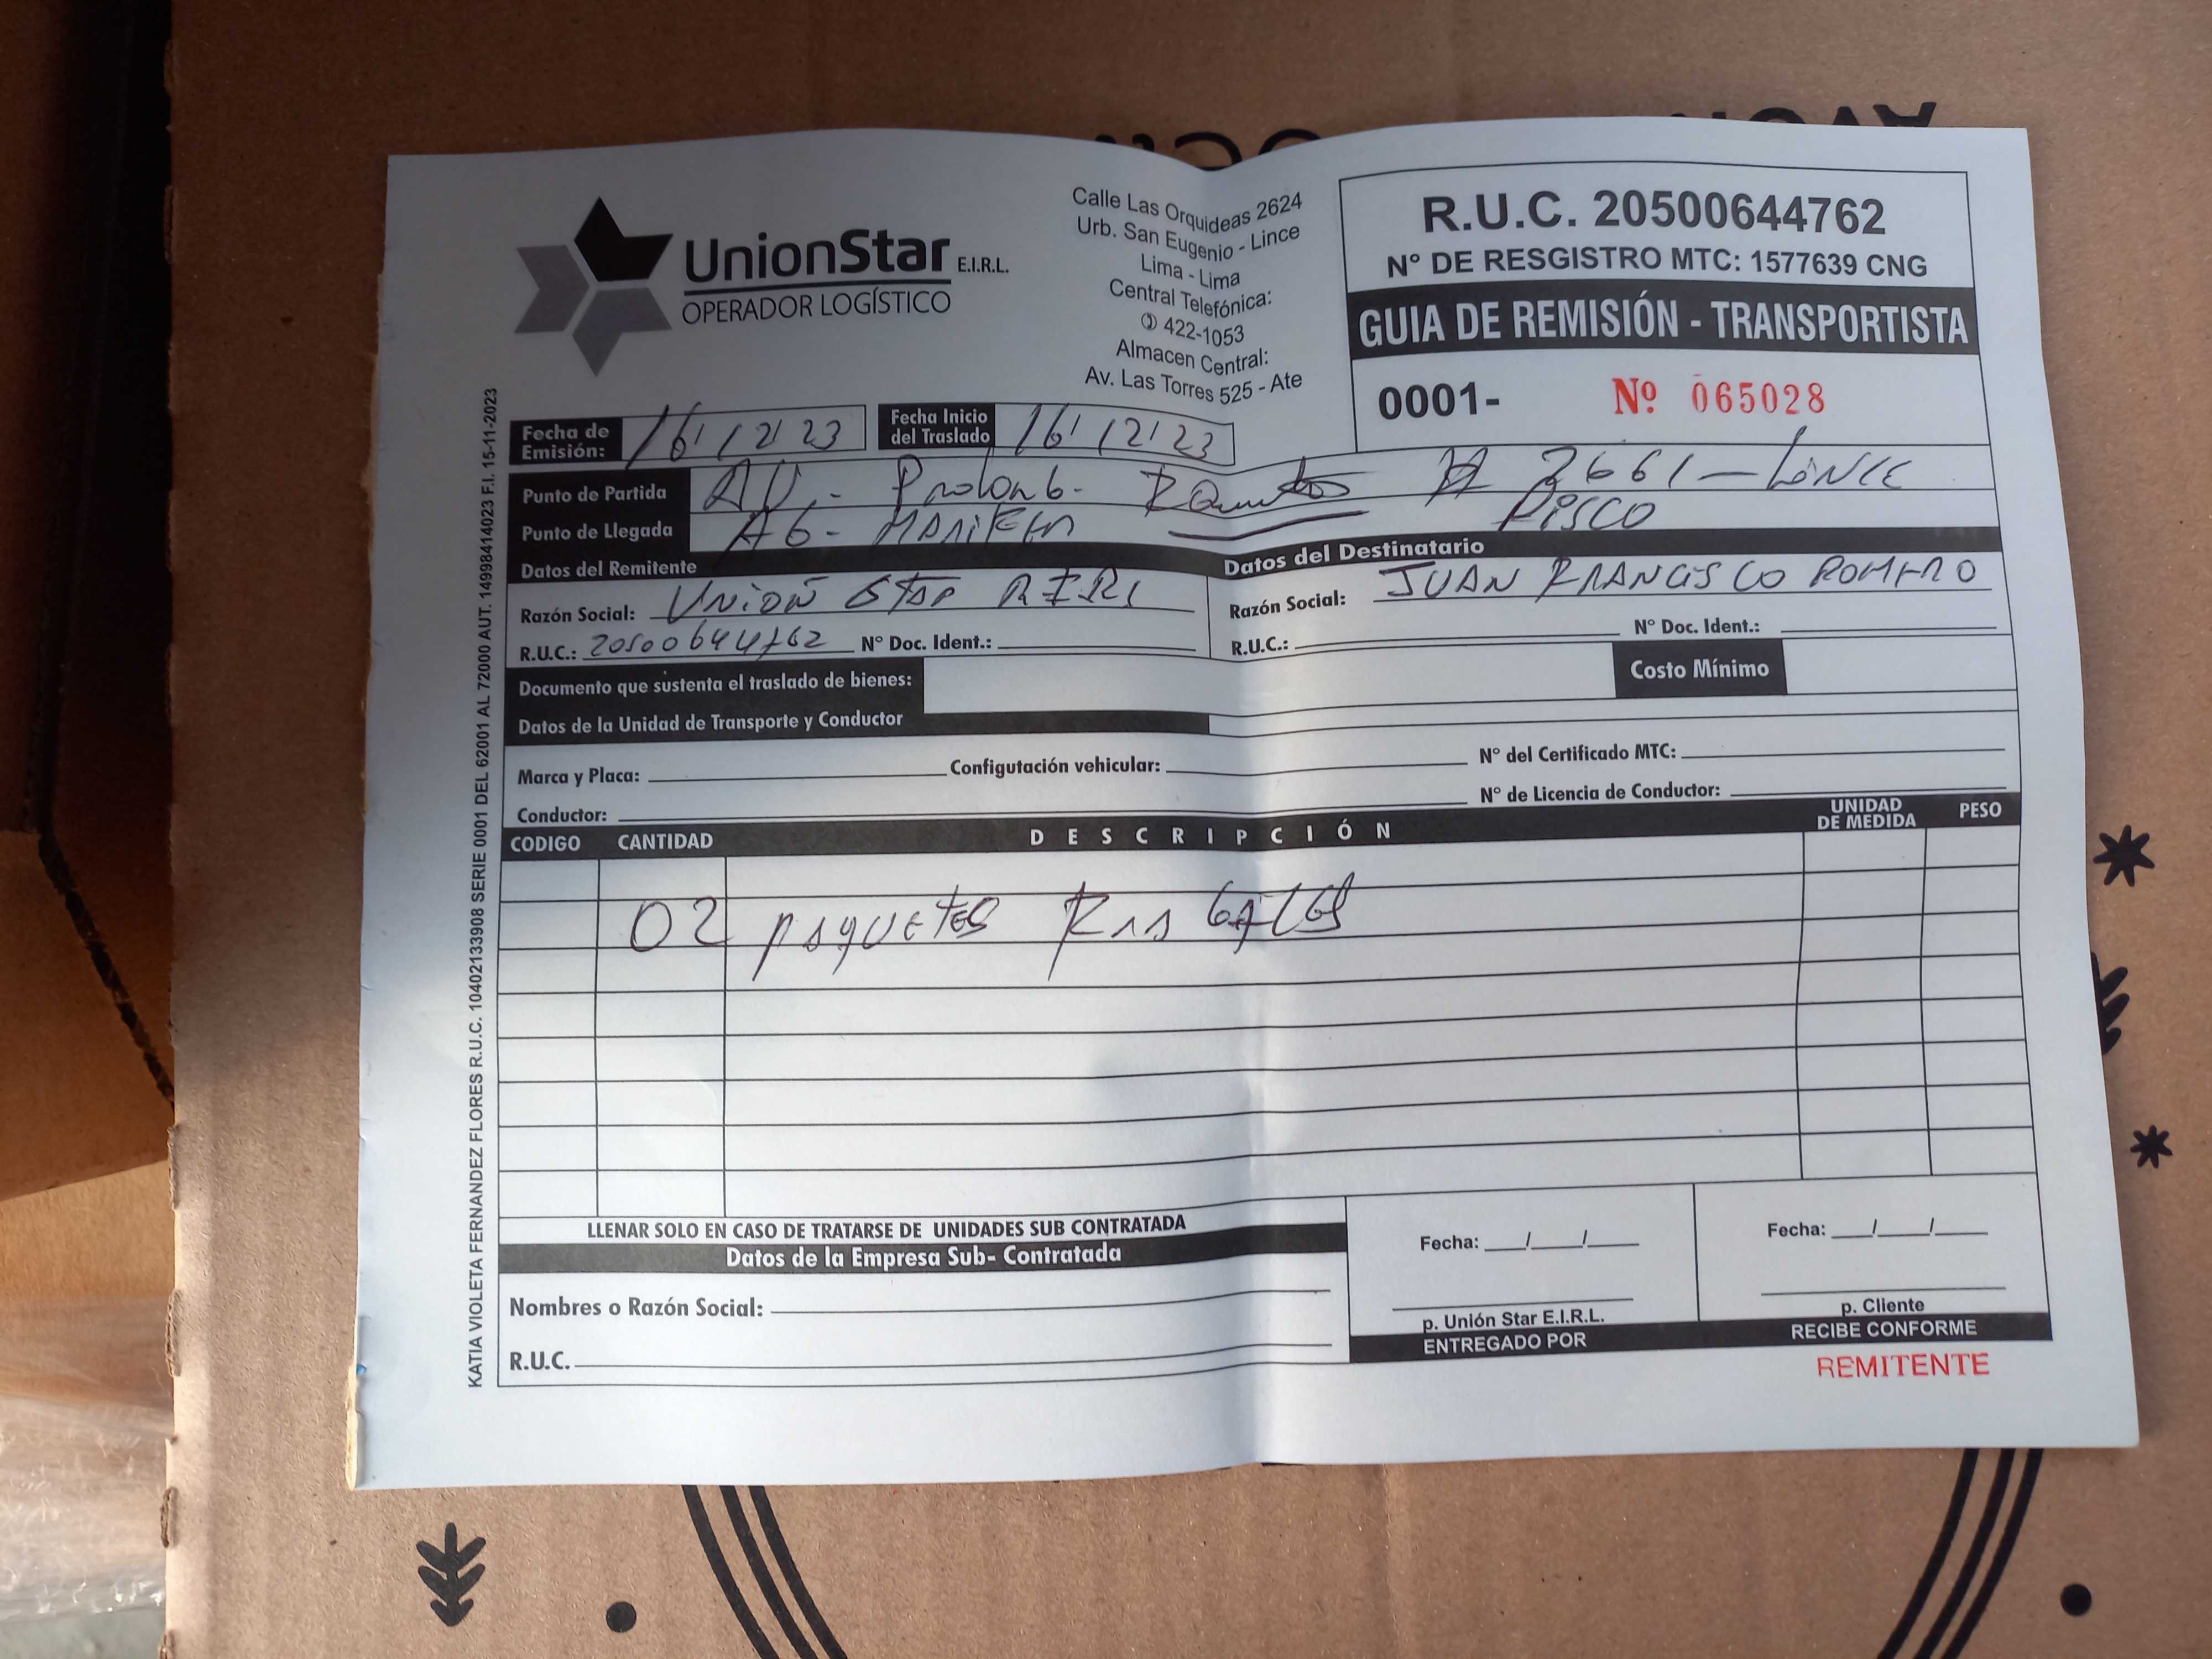 UnionStar E.I.R.L.
OPERADOR LOGÍSTICO
Calle Las Orquideas 2624
Urb. San Eugenio - Lince
Lima - Lima
Central Telefónica:
422-1053
Almacen Central:
Av. Las Torres 525 - Ate
R.U.C. 20500644762
N° DE RESGISTRO MTC: 1577639 CNG
GUIA DE REMISIÓN - TRANSPORTISTA
0001- Nº 065028
Fecha de Emisión: 16/12/23
Fecha Inicio del Traslado 16/12/23
Punto de Partida AV. - Prolong. 2661 - LINCE
Punto de Llegada AG - PISCO
Datos del Remitente
Datos del Destinatario
Razón Social: UNION STAR
Razón Social: JUAN FRANCISCO ROMERO
R.U.C.: 20500644762 N° Doc. Ident.:
R.U.C.: N° Doc. Ident.:
Documento que sustenta el traslado de bienes:
Costo Mínimo
Datos de la Unidad de Transporte y Conductor
Marca y Placa: Configutación vehicular: N° del Certificado MTC:
Conductor: N° de Licencia de Conductor:
CODIGO CANTIDAD DESCRIPCIÓN UNIDAD DE MEDIDA PESO
02 PAQUETES
LLENAR SOLO EN CASO DE TRATARSE DE UNIDADES SUB CONTRATADA
Datos de la Empresa Sub- Contratada
Nombres o Razón Social:
R.U.C.
Fecha: / /
p. Unión Star E.I.R.L.
ENTREGADO POR
Fecha: / /
p. Cliente
RECIBE CONFORME
REMITENTE
KATIA VIOLETA FERNANDEZ FLORES R.U.C. 10402133908 SERIE 0001 DEL 62001 AL 72000 AUT. 14998414023 F.I. 15-11-2023